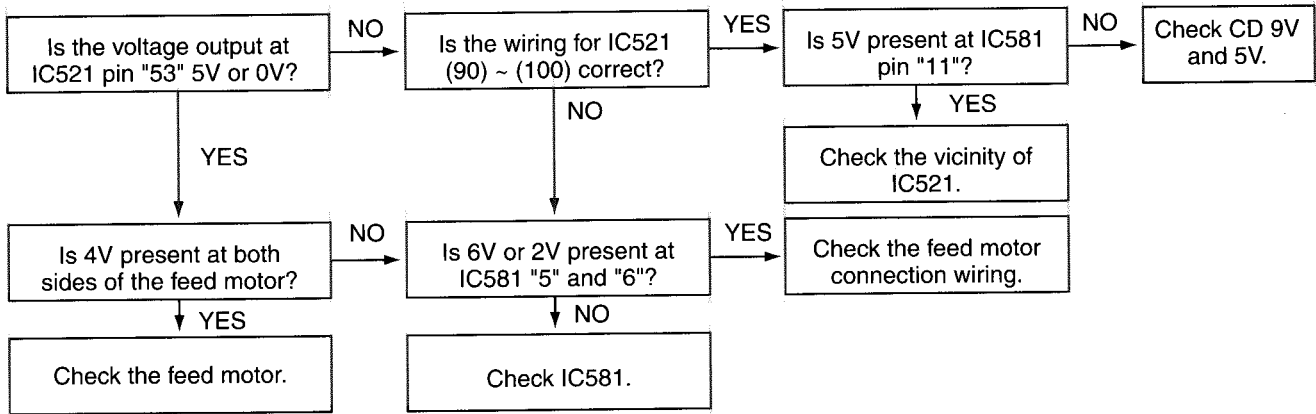 Is the voltage output at
IC521 pin "53" 5V or 0V?
NO
Is the wiring for IC521
(90) ~ (100) correct?
YES
Is 5V present at IC581
pin "11"?
NO
Check CD 9V
and 5V.
YES
NO
YES
Check the vicinity of
IC521.
Is 4V present at both
sides of the feed motor?
NO
Is 6V or 2V present at
IC581 "5" and "6"?
YES
Check the feed motor
connection wiring.
YES
NO
Check the feed motor.
Check IC581.